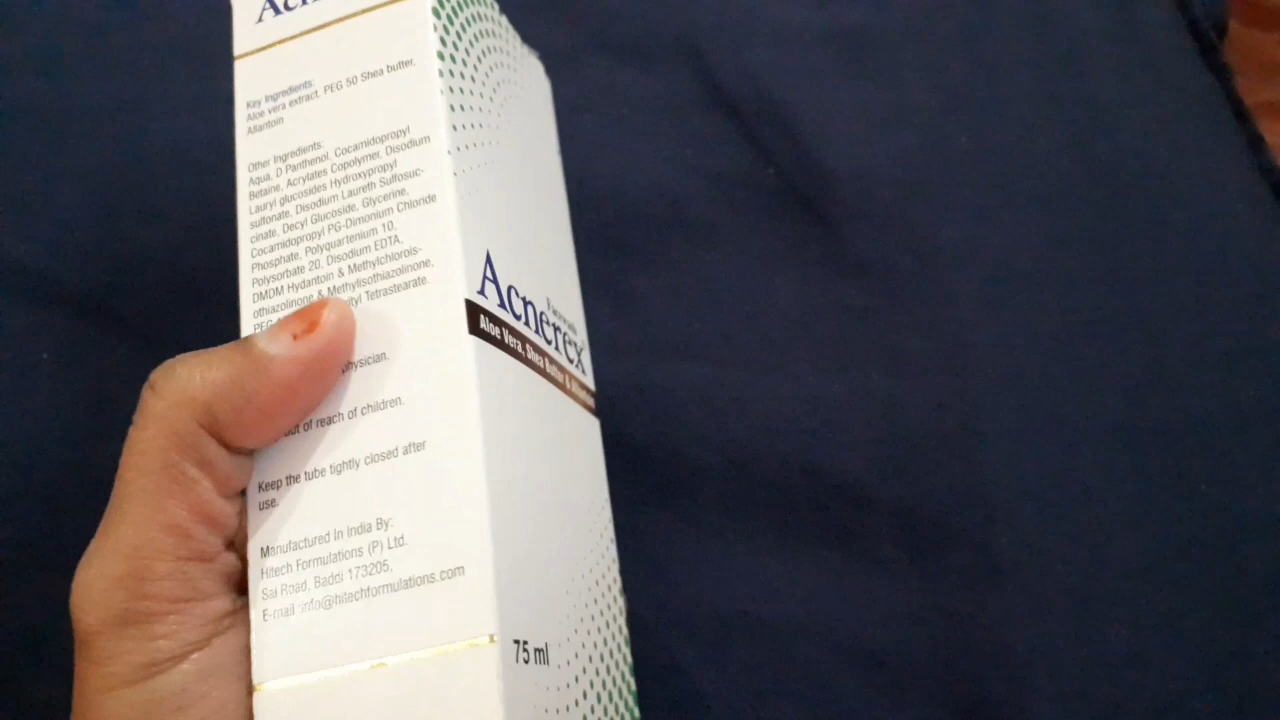 Key Ingredients:
Aloe vera extract, PEG 50 Shea butter,
Allantoin
Other Ingredients:
Aqua, D Panthenol, Cocamidopropyl
Betaine, Acrylates Copolymer, Disodium
Lauryl glucosides Hydroxypropyl
sulfonate, Disodium Laureth Sulfosuc-
cinate, Decyl Glucoside, Glycerine,
Cocamidopropyl PG-Dimonium Chloride
Phosphate, Polyquartenium 10,
Polysorbate 20, Disodium EDTA,
DMDM Hydantoin & Methylchlorois-
othiazolinone & Methylisothiazolinone,
PEG Tetrastearate.
physician.
out of reach of children.
Keep the tube tightly closed after
use.
Manufactured In India By:
Hitech Formulations (P) Ltd.
Sai Road, Baddi 173205,
E-mail :info@hitechformulations.com
Acnerex
Aloe Vera, Shea Butter &
75 ml